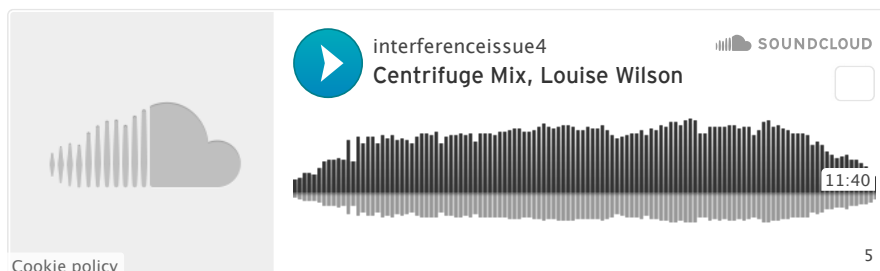 interferenceissue4
SOUNDCLOUD
Centrifuge Mix, Louise Wilson
11:40
5
Cookie policy